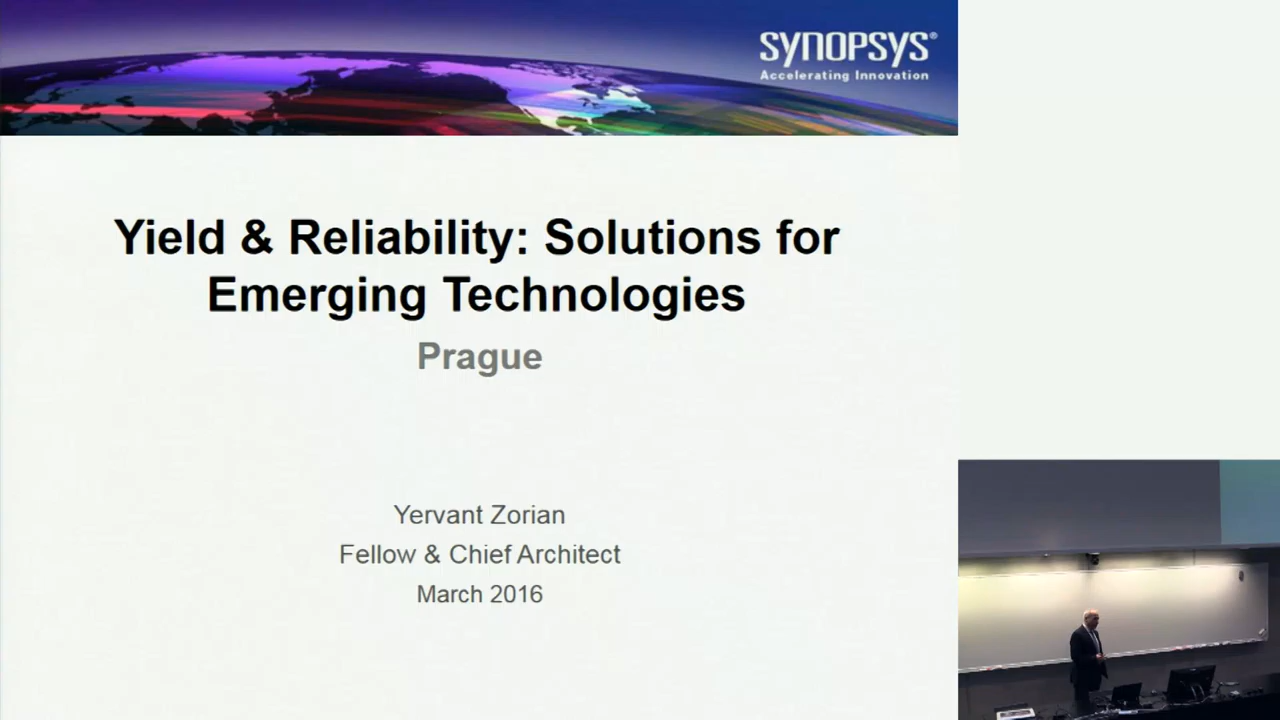 SYNOPSYS®
Accelerating Innovation
Yield & Reliability: Solutions for
Emerging Technologies
Prague
Yervant Zorian
Fellow & Chief Architect
March 2016